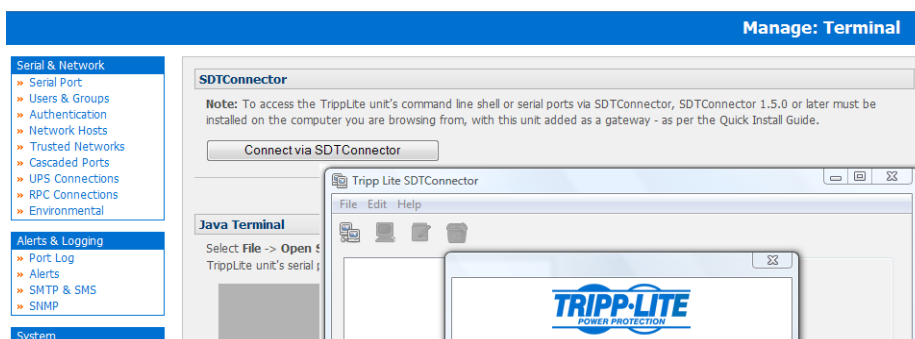 Manage: Terminal
Serial & Network
» Serial Port
» Users & Groups
» Authentication
» Network Hosts
» Trusted Networks
» Cascaded Ports
» UPS Connections
» RPC Connections
» Environmental
Alerts & Logging
» Port Log
» Alerts
» SMTP & SMS
» SNMP
System
SDTConnector
Note: To access the TrippLite unit's command line shell or serial ports via SDTConnector, SDTConnector 1.5.0 or later must be
installed on the computer you are browsing from, with this unit added as a gateway - as per the Quick Install Guide.
Connect via SDTConnector
Java Terminal
Select File -> Open
TrippLite unit's serial
Tripp Lite SDTConnector
File Edit Help
TRIPP·LITE
POWER PROTECTION